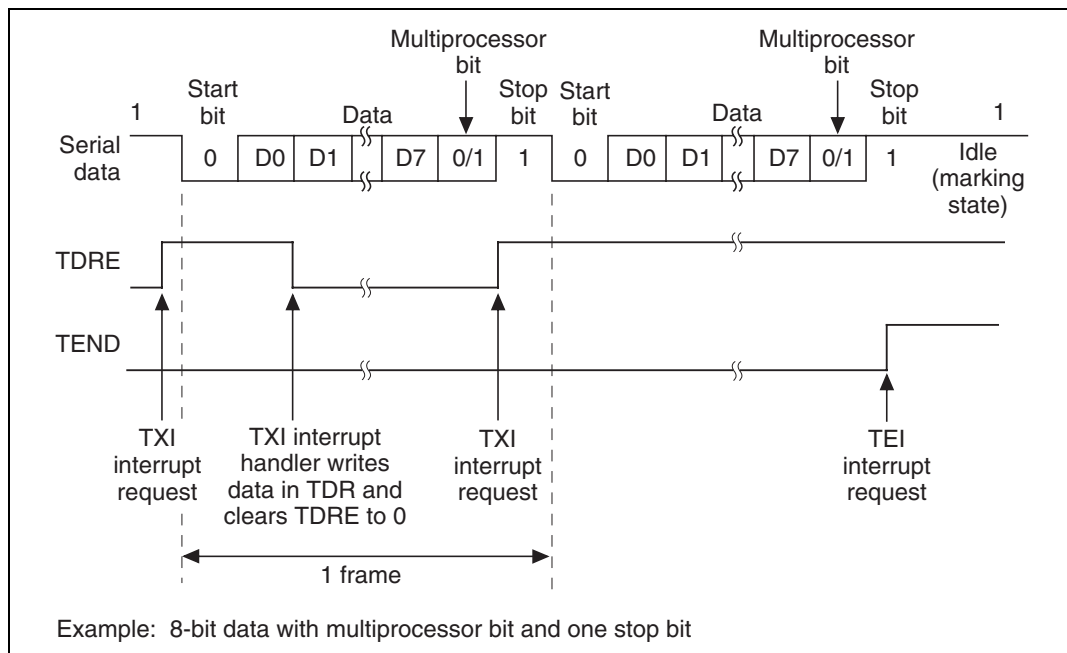 Multiprocessor bit
Multiprocessor bit
1
Start bit
Data
Stop bit
Start bit
Data
Stop bit
1
Serial data
0
D0
D1
D7
0/1
1
0
D0
D1
D7
0/1
1
Idle (marking state)
TDRE
TEND
TXI interrupt request
TXI interrupt handler writes data in TDR and clears TDRE to 0
TXI interrupt request
TEI interrupt request
1 frame
Example: 8-bit data with multiprocessor bit and one stop bit